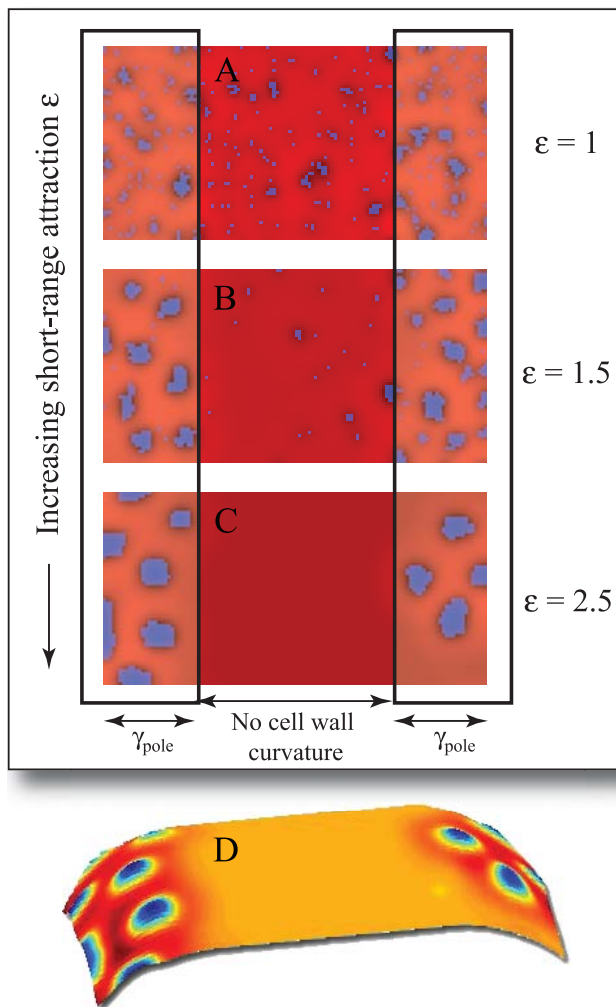 Increasing short-range attraction ε
A
ε = 1
B
ε = 1.5
C
ε = 2.5
γpole
No cell wall
curvature
γpole
D